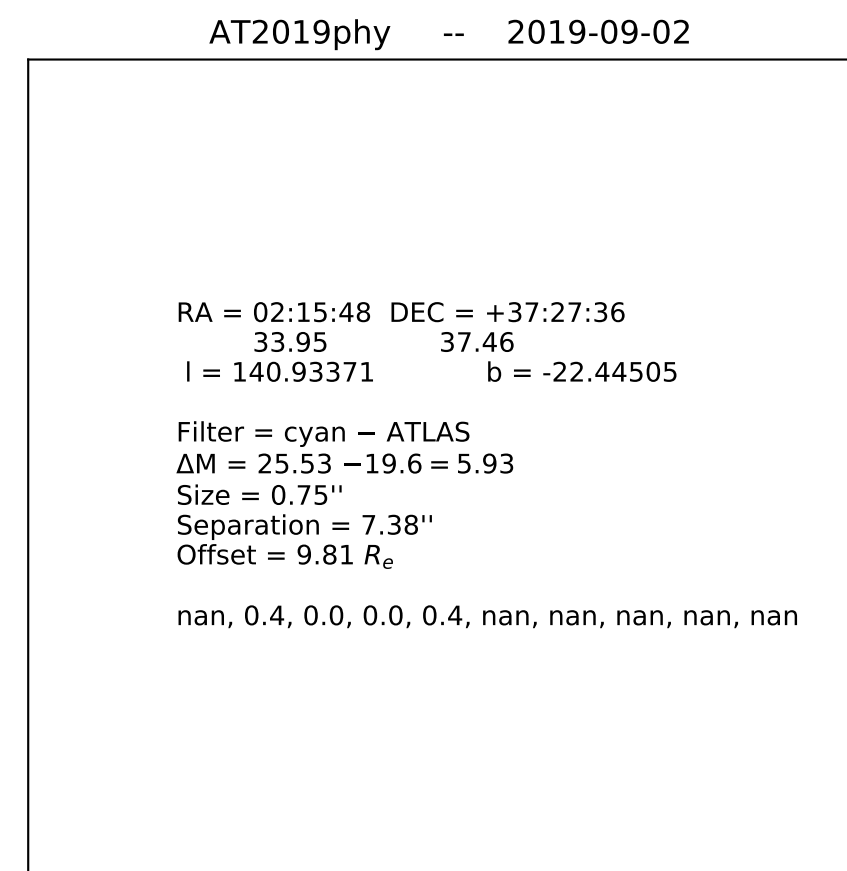 AT2019phy -- 2019-09-02
RA = 02:15:48 DEC = +37:27:36
33.95 37.46
l = 140.93371 b = -22.44505
Filter = cyan − ATLAS
ΔM = 25.53 −19.6 = 5.93
Size = 0.75''
Separation = 7.38''
Offset = 9.81 Rₑ
nan, 0.4, 0.0, 0.0, 0.4, nan, nan, nan, nan, nan